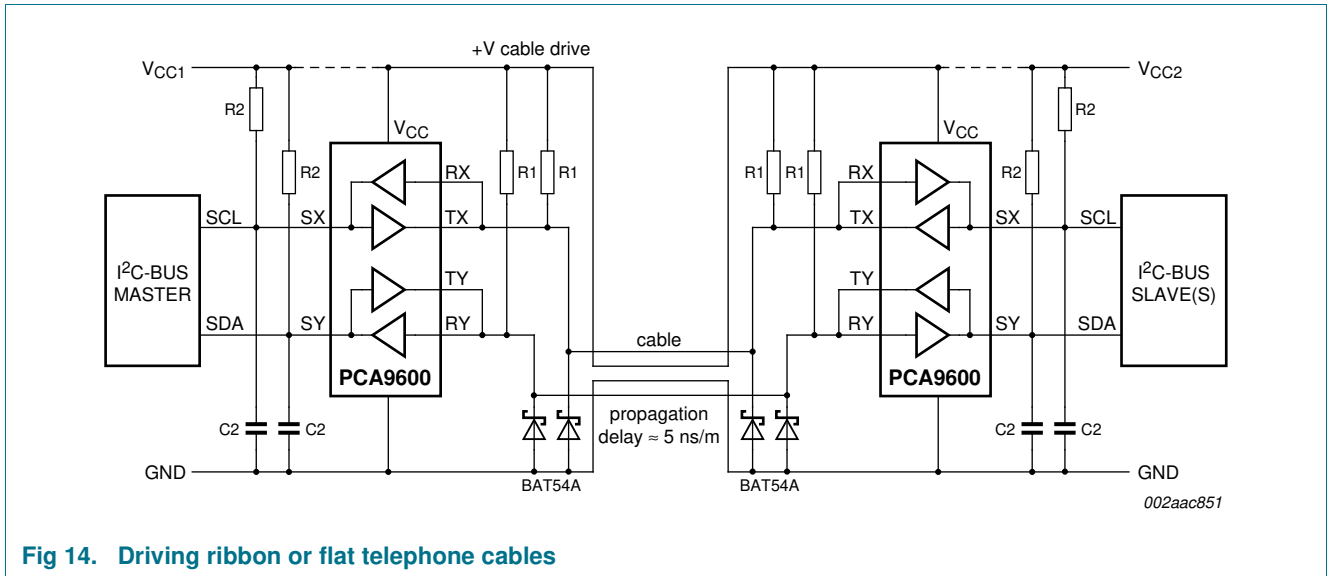 +V cable drive
VCC1
VCC2
R2
R2
VCC
R1
R1
RX
TX
TY
RY
SX
SY
SCL
SDA
I2C-BUS
MASTER
PCA9600
C2
C2
GND
BAT54A
cable
propagation
delay ≈ 5 ns/m
R1
R1
VCC
RX
TX
TY
RY
SX
SY
R2
R2
SCL
SDA
I2C-BUS
SLAVE(S)
PCA9600
C2
C2
GND
BAT54A
002aac851
Fig 14. Driving ribbon or flat telephone cables